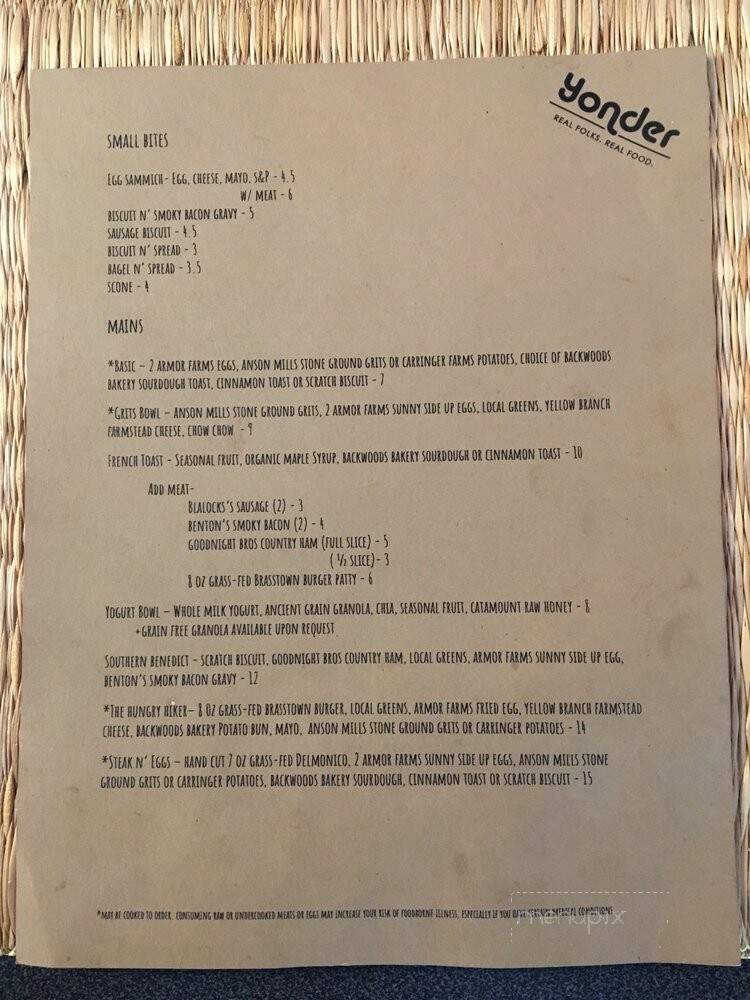 yonder
REAL FOLKS. REAL FOOD.
SMALL BITES
EGG SAMMICH- EGG, CHEESE, MAYO, S&P - 4.5
W/ MEAT - 6
BISCUIT N' SMOKY BACON GRAVY - 5
SAUSAGE BISCUIT - 4.5
BISCUIT N' SPREAD - 3
BAGEL N' SPREAD - 3.5
SCONE - 4
MAINS
*BASIC – 2 ARMOR FARMS EGGS, ANSON MILLS STONE GROUND GRITS OR CARRINGER FARMS POTATOES, CHOICE OF BACKWOODS
BAKERY SOURDOUGH TOAST, CINNAMON TOAST OR SCRATCH BISCUIT - 7
*GRITS BOWL – ANSON MILLS STONE GROUND GRITS, 2 ARMOR FARMS SUNNY SIDE UP EGGS, LOCAL GREENS, YELLOW BRANCH
FARMSTEAD CHEESE, CHOW CHOW - 9
FRENCH TOAST - SEASONAL FRUIT, ORGANIC MAPLE SYRUP, BACKWOODS BAKERY SOURDOUGH OR CINNAMON TOAST - 10
ADD MEAT-
BLALOCKS'S SAUSAGE (2) - 3
BENTON'S SMOKY BACON (2) - 4
GOODNIGHT BROS COUNTRY HAM (FULL SLICE) - 5
( ½ SLICE)- 3
8 OZ GRASS-FED BRASSTOWN BURGER PATTY - 6
YOGURT BOWL – WHOLE MILK YOGURT, ANCIENT GRAIN GRANOLA, CHIA, SEASONAL FRUIT, CATAMOUNT RAW HONEY - 8
+GRAIN FREE GRANOLA AVAILABLE UPON REQUEST
SOUTHERN BENEDICT - SCRATCH BISCUIT, GOODNIGHT BROS COUNTRY HAM, LOCAL GREENS, ARMOR FARMS SUNNY SIDE UP EGG,
BENTON'S SMOKY BACON GRAVY - 12
*THE HUNGRY HIKER– 8 OZ GRASS-FED BRASSTOWN BURGER, LOCAL GREENS, ARMOR FARMS FRIED EGG, YELLOW BRANCH FARMSTEAD
CHEESE, BACKWOODS BAKERY POTATO BUN, MAYO, ANSON MILLS STONE GROUND GRITS OR CARRINGER POTATOES - 14
*STEAK N' EGGS – HAND CUT 7 OZ GRASS-FED DELMONICO, 2 ARMOR FARMS SUNNY SIDE UP EGGS, ANSON MILLS STONE
GROUND GRITS OR CARRINGER POTATOES, BACKWOODS BAKERY SOURDOUGH, CINNAMON TOAST OR SCRATCH BISCUIT - 15
*MAY BE COOKED TO ORDER. CONSUMING RAW OR UNDERCOOKED MEATS OR EGGS MAY INCREASE YOUR RISK OF FOODBORNE ILLNESS, ESPECIALLY IF YOU HAVE CERTAIN MEDICAL CONDITIONS
menupix